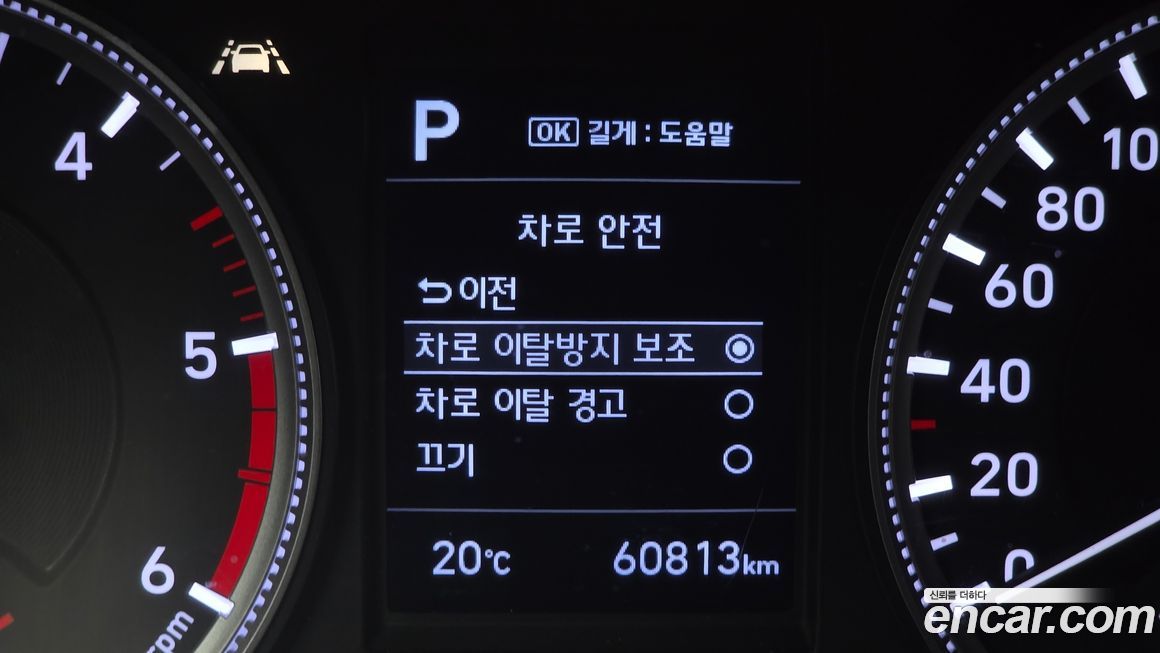 P
OK 길게 : 도움말
차로 안전
이전
차로 이탈방지 보조
차로 이탈 경고
끄기
20℃ 60813km
4
5
6
rpm
10
80
60
40
20
0
신뢰를 더하다
encar.com